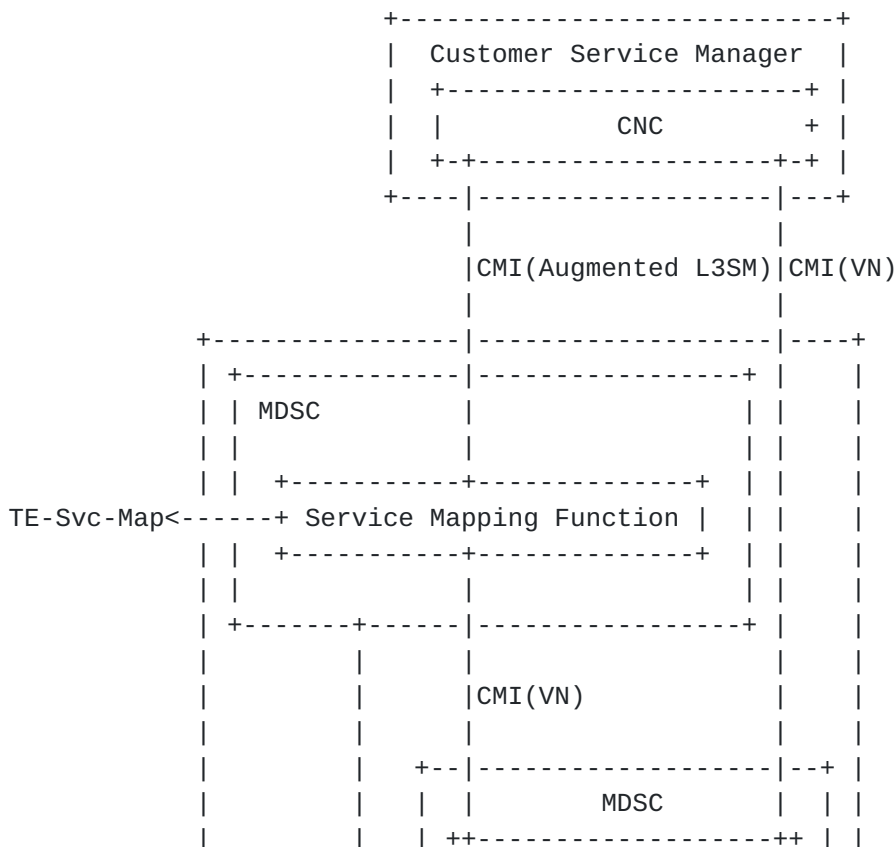 Customer Service Manager
CNC
CMI(Augmented L3SM) CMI(VN)
MDSC
TE-Svc-Map<------+ Service Mapping Function
CMI(VN)
MDSC